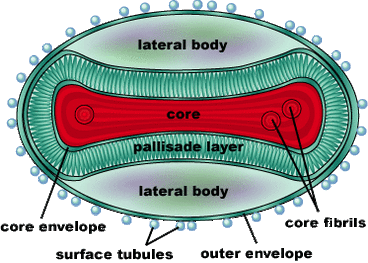 lateral body
core
pallisade layer
lateral body
core fibrils
core envelope
surface tubules
outer envelope